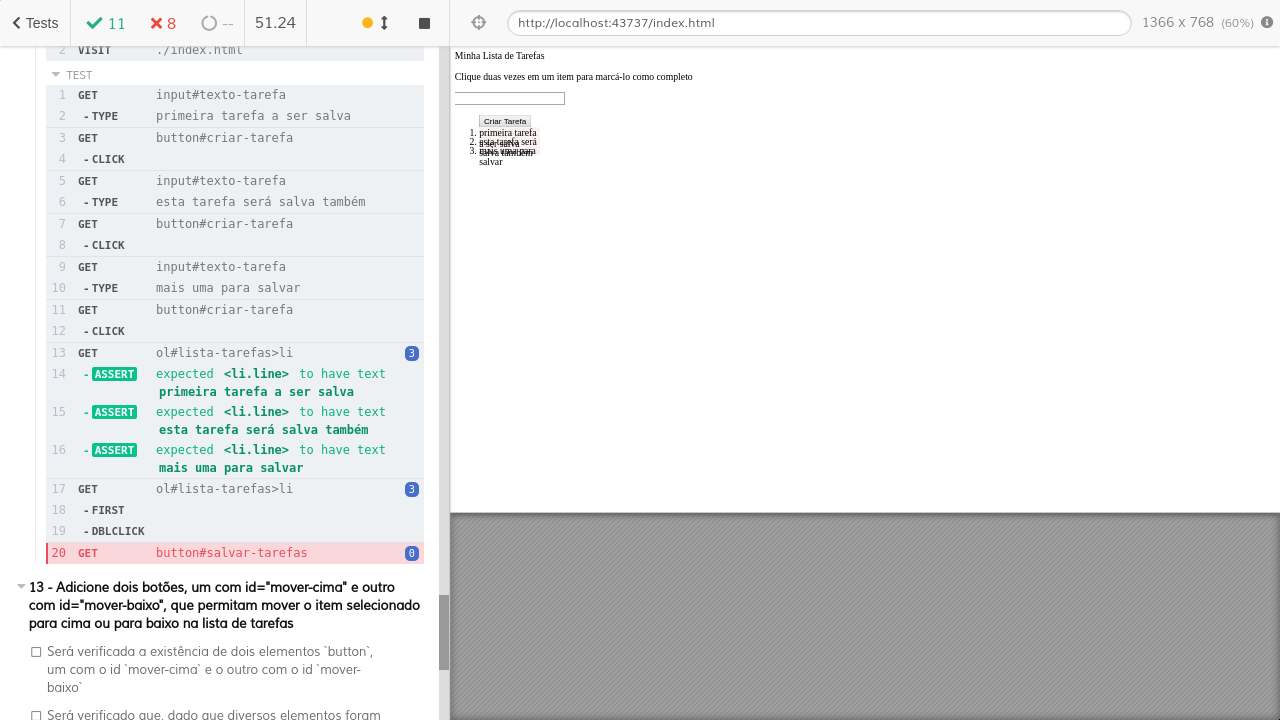 Tests
11
8
--
51.24
http://localhost:43737/index.html
1366 x 768 (60%)
2 VISIT ./index.html
TEST
1 GET input#texto-tarefa
2 - TYPE primeira tarefa a ser salva
3 GET button#criar-tarefa
4 - CLICK
5 GET input#texto-tarefa
6 - TYPE esta tarefa será salva também
7 GET button#criar-tarefa
8 - CLICK
9 GET input#texto-tarefa
10 - TYPE mais uma para salvar
11 GET button#criar-tarefa
12 - CLICK
13 GET ol#lista-tarefas>li 3
14 - ASSERT expected <li.line> to have text
primeira tarefa a ser salva
15 - ASSERT expected <li.line> to have text
esta tarefa será salva também
16 - ASSERT expected <li.line> to have text
mais uma para salvar
17 GET ol#lista-tarefas>li 3
18 - FIRST
19 - DBLCLICK
20 GET button#salvar-tarefas 0
13 - Adicione dois botões, um com id="mover-cima" e outro
com id="mover-baixo", que permitam mover o item selecionado
para cima ou para baixo na lista de tarefas
Será verificada a existência de dois elementos `button`,
um com o id `mover-cima` e o outro com o id `mover-
baixo`
Será verificado que, dado que diversos elementos foram
Minha Lista de Tarefas
Clique duas vezes em um item para marcá-lo como completo
Criar Tarefa
1. primeira tarefa
a ser salva
2. esta tarefa será
salva também
3. mais uma para
salvar